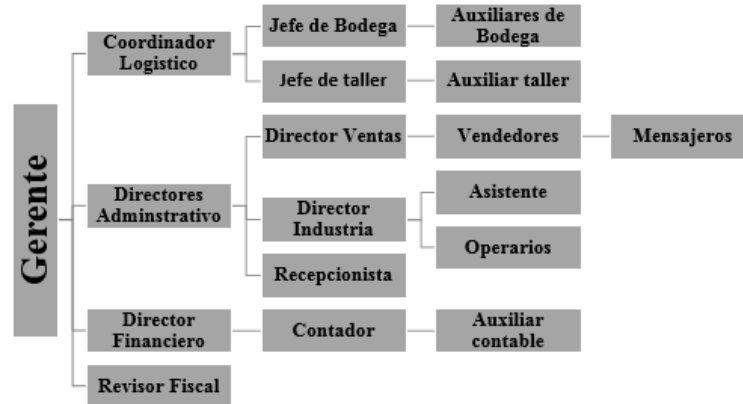 Gerente
Coordinador
Logistico
Jefe de Bodega
Auxiliares de
Bodega
Jefe de taller
Auxiliar taller
Directores
Adminstrativo
Director Ventas
Vendedores
Mensajeros
Director
Industria
Asistente
Operarios
Recepcionista
Director
Financiero
Contador
Auxiliar
contable
Revisor Fiscal